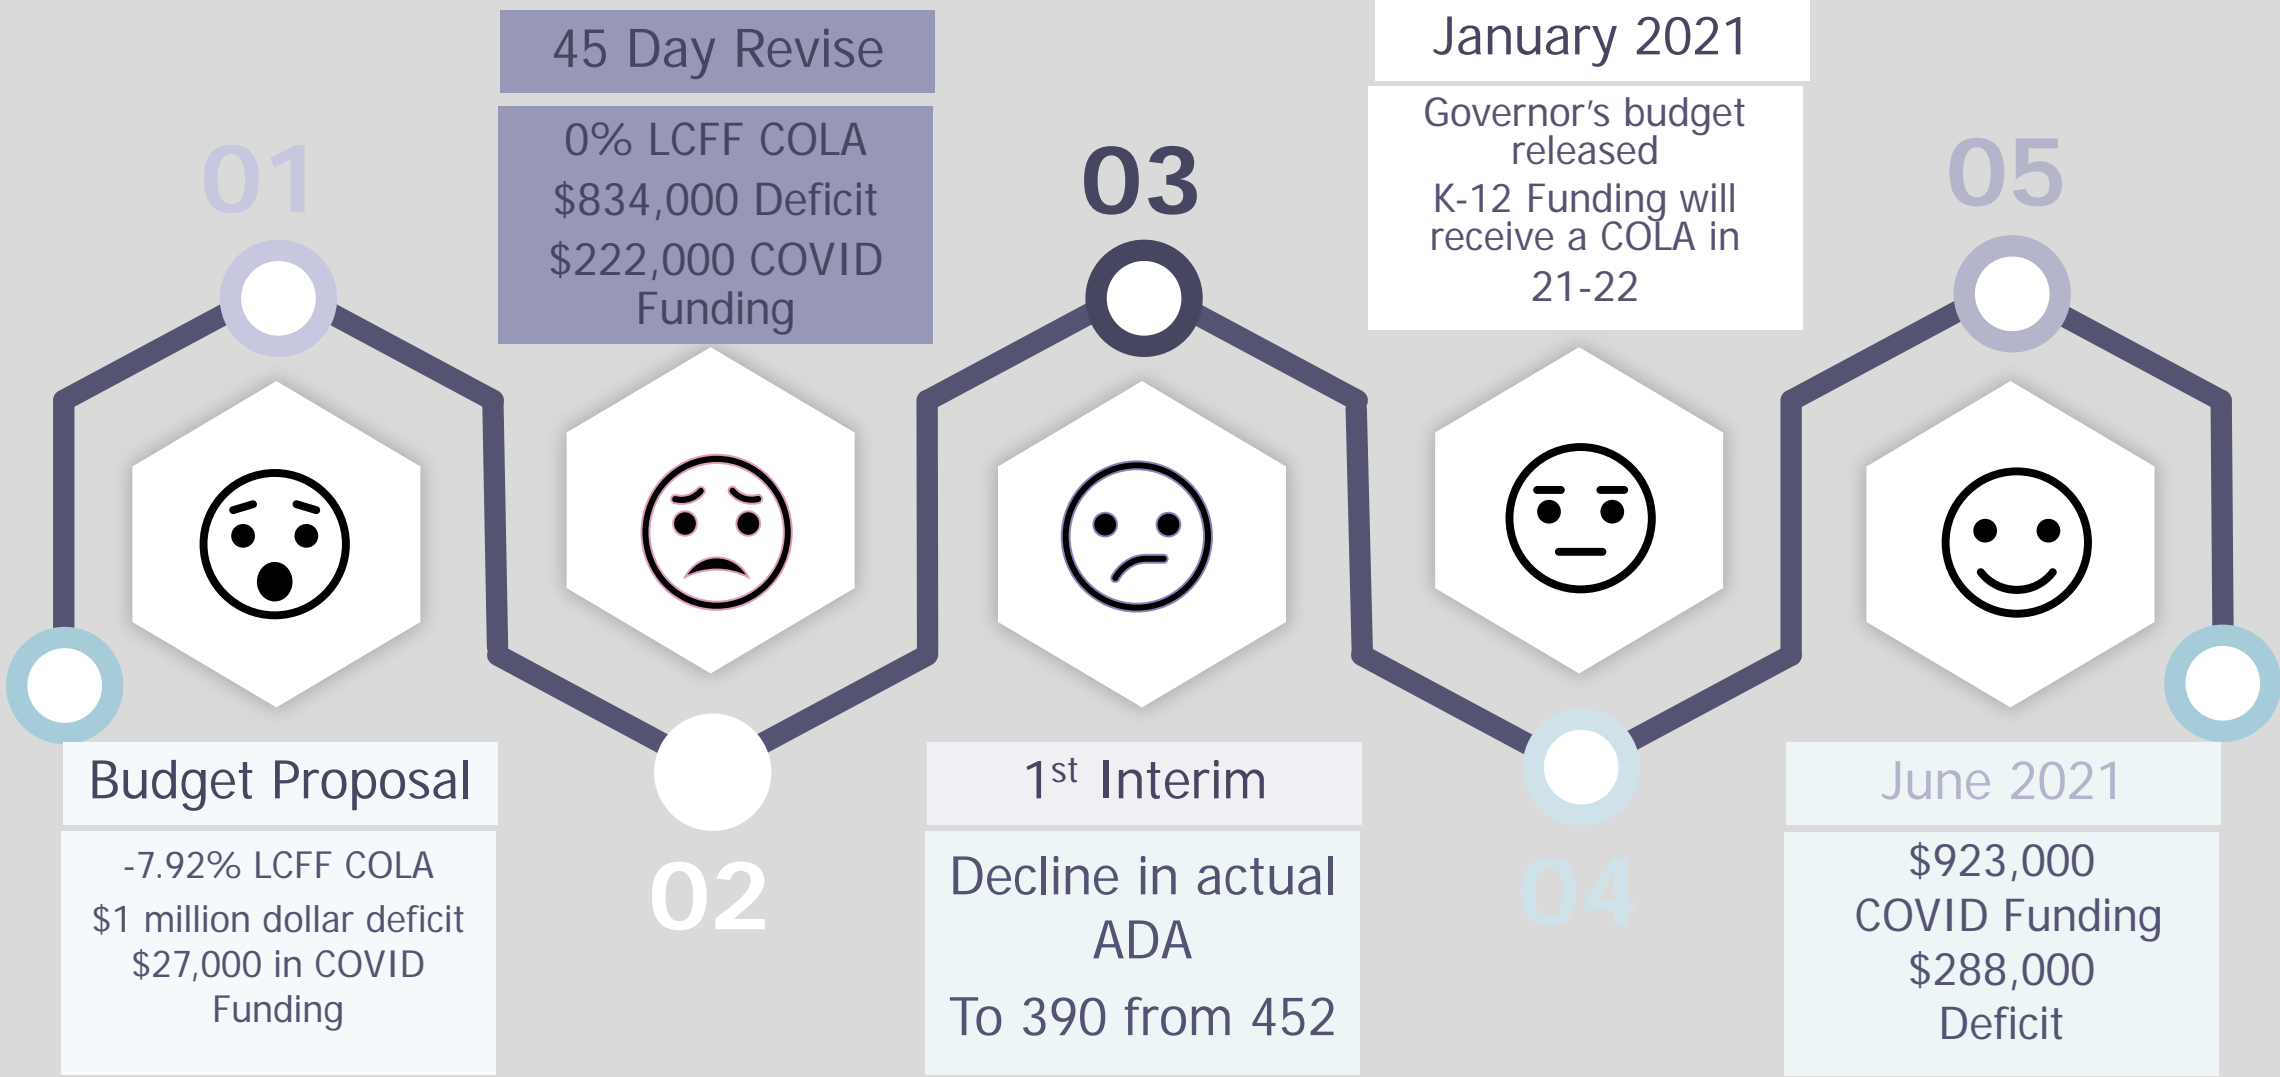 01
Budget Proposal
-7.92% LCFF COLA
$1 million dollar deficit
$27,000 in COVID
Funding
45 Day Revise
0% LCFF COLA
$834,000 Deficit
$222,000 COVID
Funding
02
03
1st Interim
Decline in actual
ADA
To 390 from 452
January 2021
Governor’s budget
released
K-12 Funding will
receive a COLA in
21-22
04
05
June 2021
$923,000
COVID Funding
$288,000
Deficit